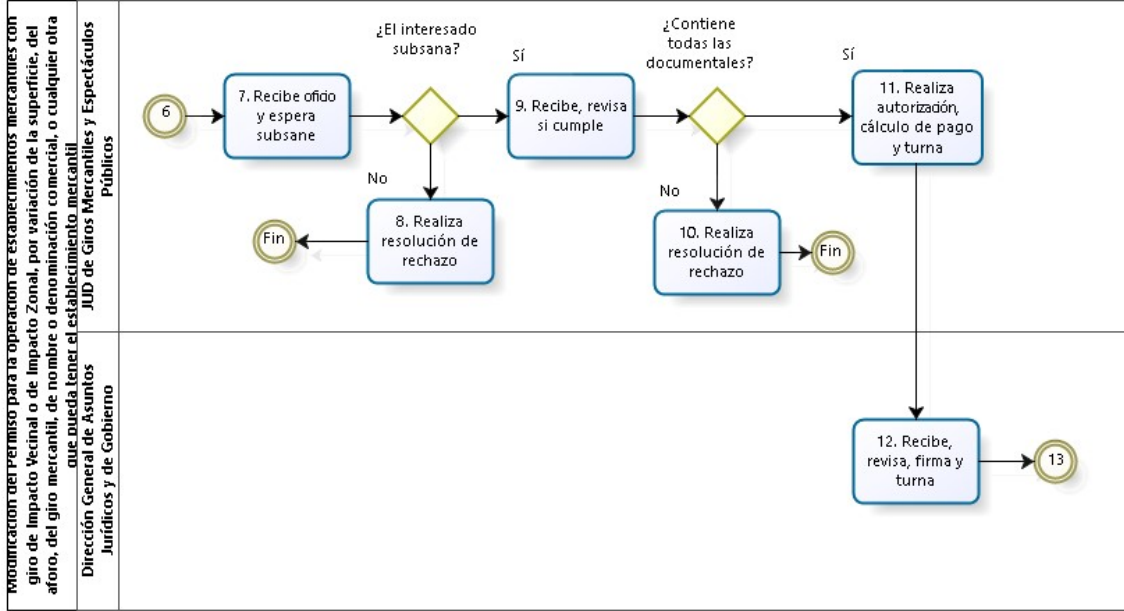 Modificación del Permiso para la operación de establecimientos mercantiles con
giro de Impacto Vecinal o de Impacto Zonal, por variación de la superficie, del
aforo, del giro mercantil, de nombre o denominación comercial, o cualquier otra
que pueda tener el establecimiento mercantil
JUD de Giros Mercantiles y Espectáculos
Públicos
¿El interesado
subsana?
¿Contiene
todas las
documentales?
6
7. Recibe oficio
y espera
subsane
Sí
9. Recibe, revisa
si cumple
Sí
11. Realiza
autorización,
cálculo de pago
y turna
No
8. Realiza
resolución de
rechazo
Fin
No
10. Realiza
resolución de
rechazo
Fin
Dirección General de Asuntos
Jurídicos y de Gobierno
12. Recibe,
revisa, firma y
turna
13